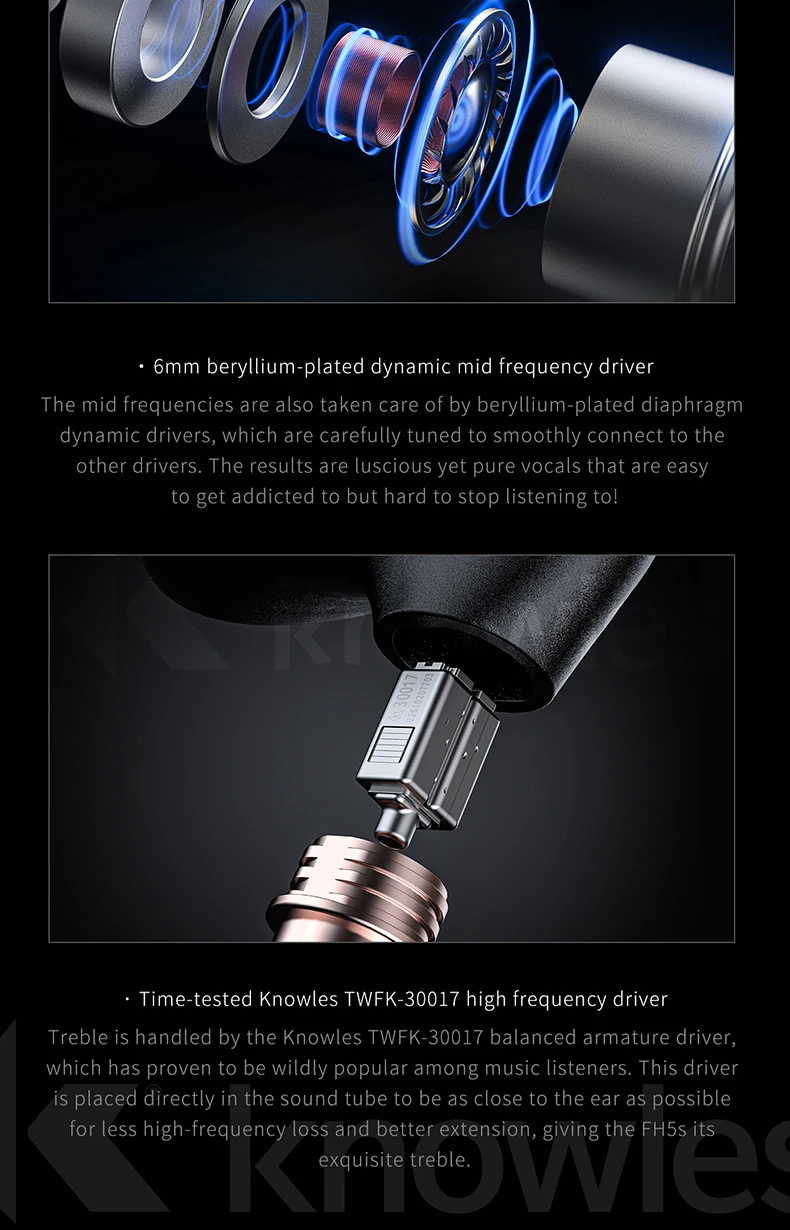 · 6mm beryllium-plated dynamic mid frequency driver
The mid frequencies are also taken care of by beryllium-plated diaphragm
dynamic drivers, which are carefully tuned to smoothly connect to the
other drivers. The results are luscious yet pure vocals that are easy
to get addicted to but hard to stop listening to!
knowles
30017
22610207703
· Time-tested Knowles TWFK-30017 high frequency driver
Treble is handled by the Knowles TWFK-30017 balanced armature driver,
which has proven to be wildly popular among music listeners. This driver
is placed directly in the sound tube to be as close to the ear as possible
for less high-frequency loss and better extension, giving the FH5s its
exquisite treble.
knowles